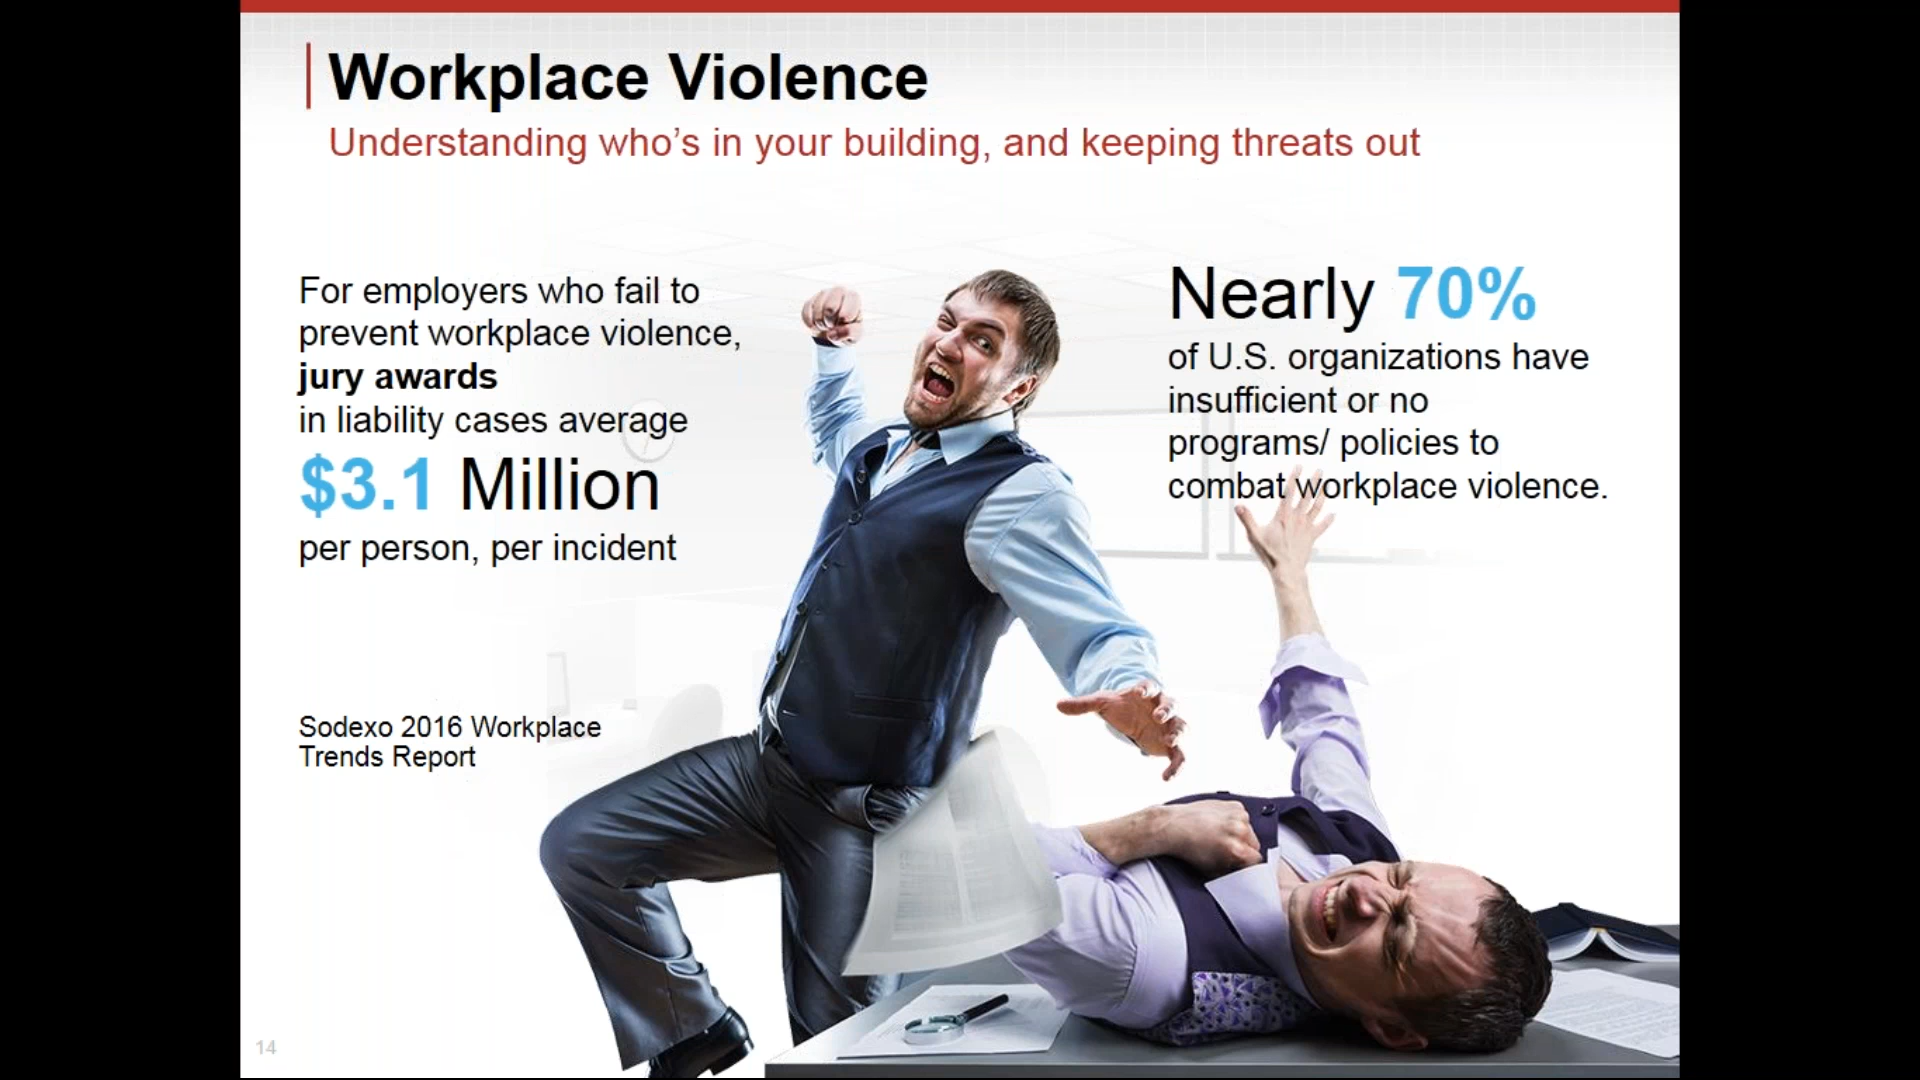 Workplace Violence
Understanding who's in your building, and keeping threats out
For employers who fail to
prevent workplace violence,
jury awards
in liability cases average
$3.1 Million
per person, per incident
Nearly 70%
of U.S. organizations have
insufficient or no
programs/ policies to
combat workplace violence.
Sodexo 2016 Workplace
Trends Report
14